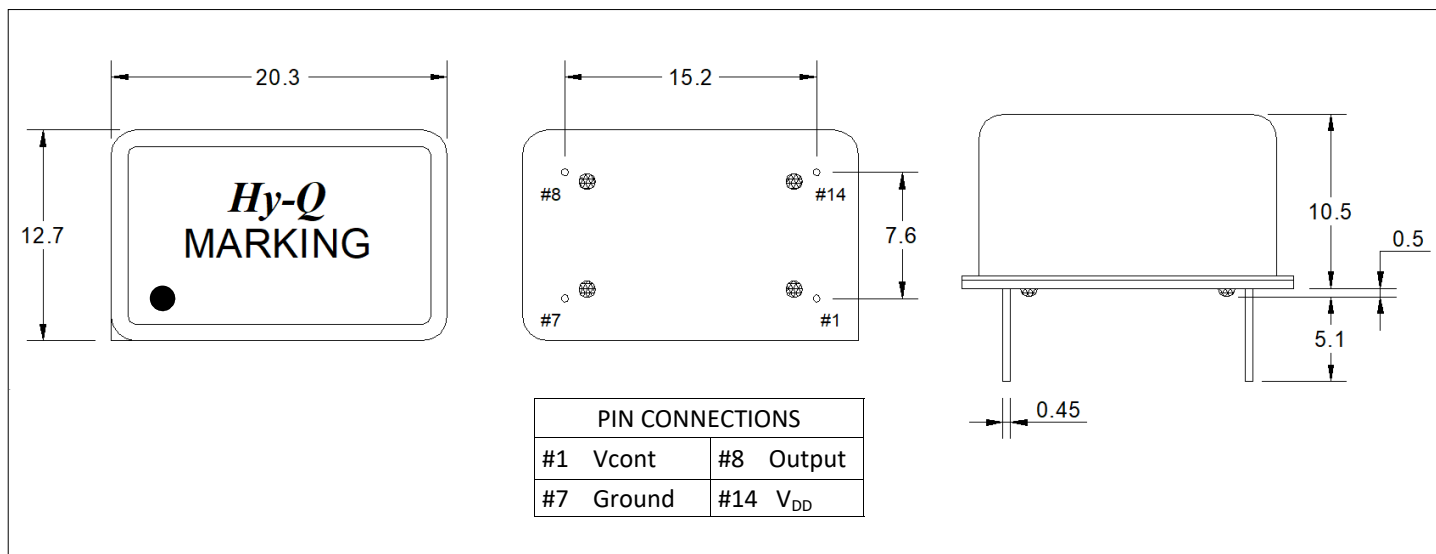 20.3
12.7
Hy-Q
MARKING
15.2
#8
#14
7.6
#7
#1
10.5
0.5
5.1
0.45
PIN CONNECTIONS
#1 Vcont #8 Output
#7 Ground #14 VDD